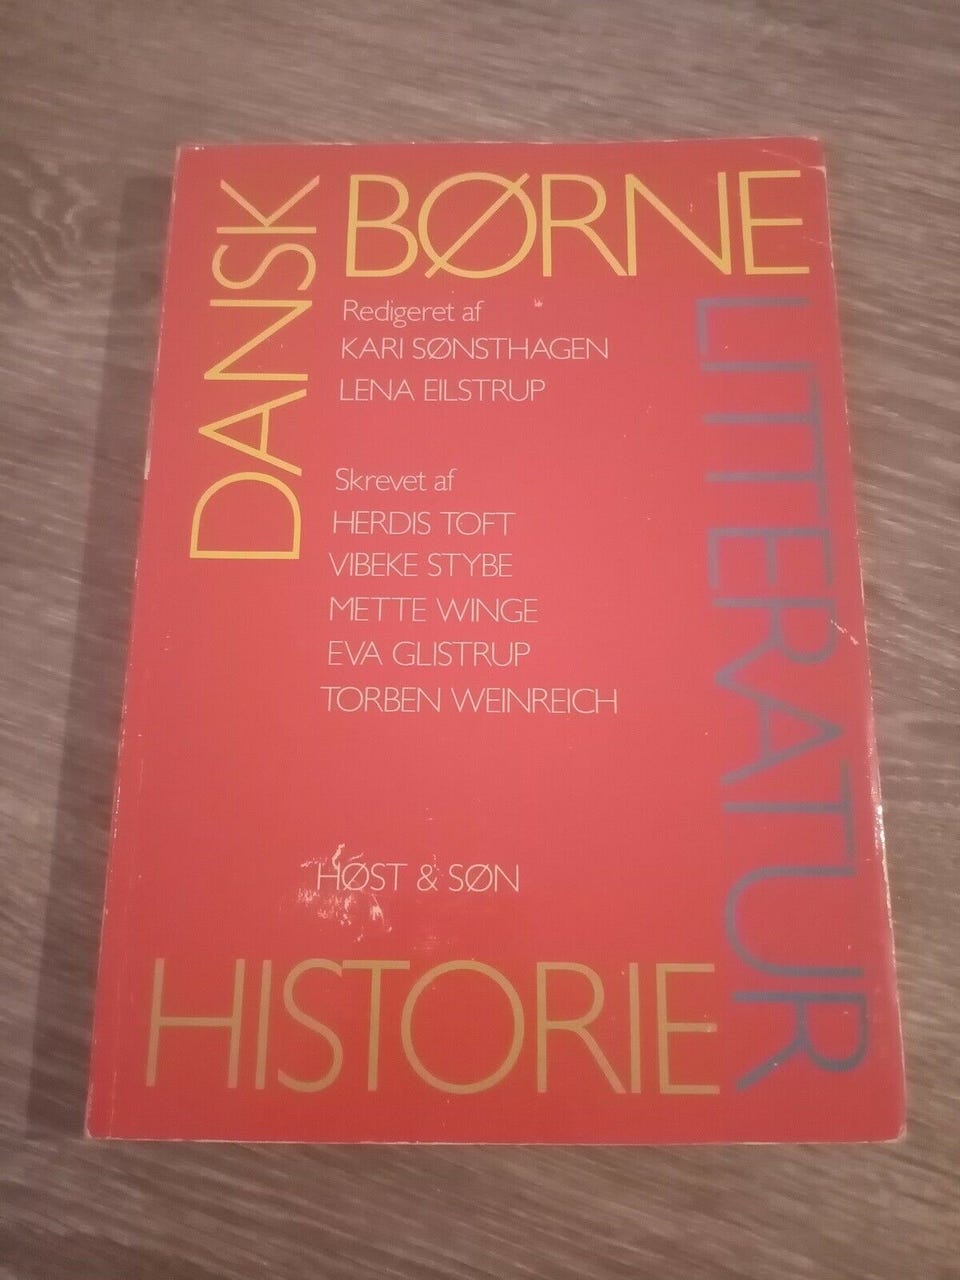 DANSK
BØRNE
LITTERATUR
HISTORIE
Redigeret af
KARI SØNSTHAGEN
LENA EILSTRUP
Skrevet af
HERDIS TOFT
VIBEKE STYBE
METTE WINGE
EVA GLISTRUP
TORBEN WEINREICH
HØST & SØN